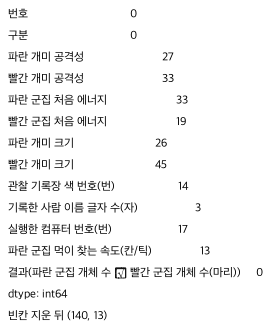 번호 0
구분 0
파란 개미 공격성 27
빨간 개미 공격성 33
파란 군집 처음 에너지 33
빨간 군집 처음 에너지 19
파란 개미 크기 26
빨간 개미 크기 45
관찰 기록장 색 번호(번) 14
기록한 사람 이름 글자 수(자) 3
실행한 컴퓨터 번호(번) 17
파란 군집 먹이 찾는 속도(칸/틱) 13
결과(파란 군집 개체 수 빨간 군집 개체 수(마리)) 0
dtype: int64
빈칸 지운 뒤 (140, 13)